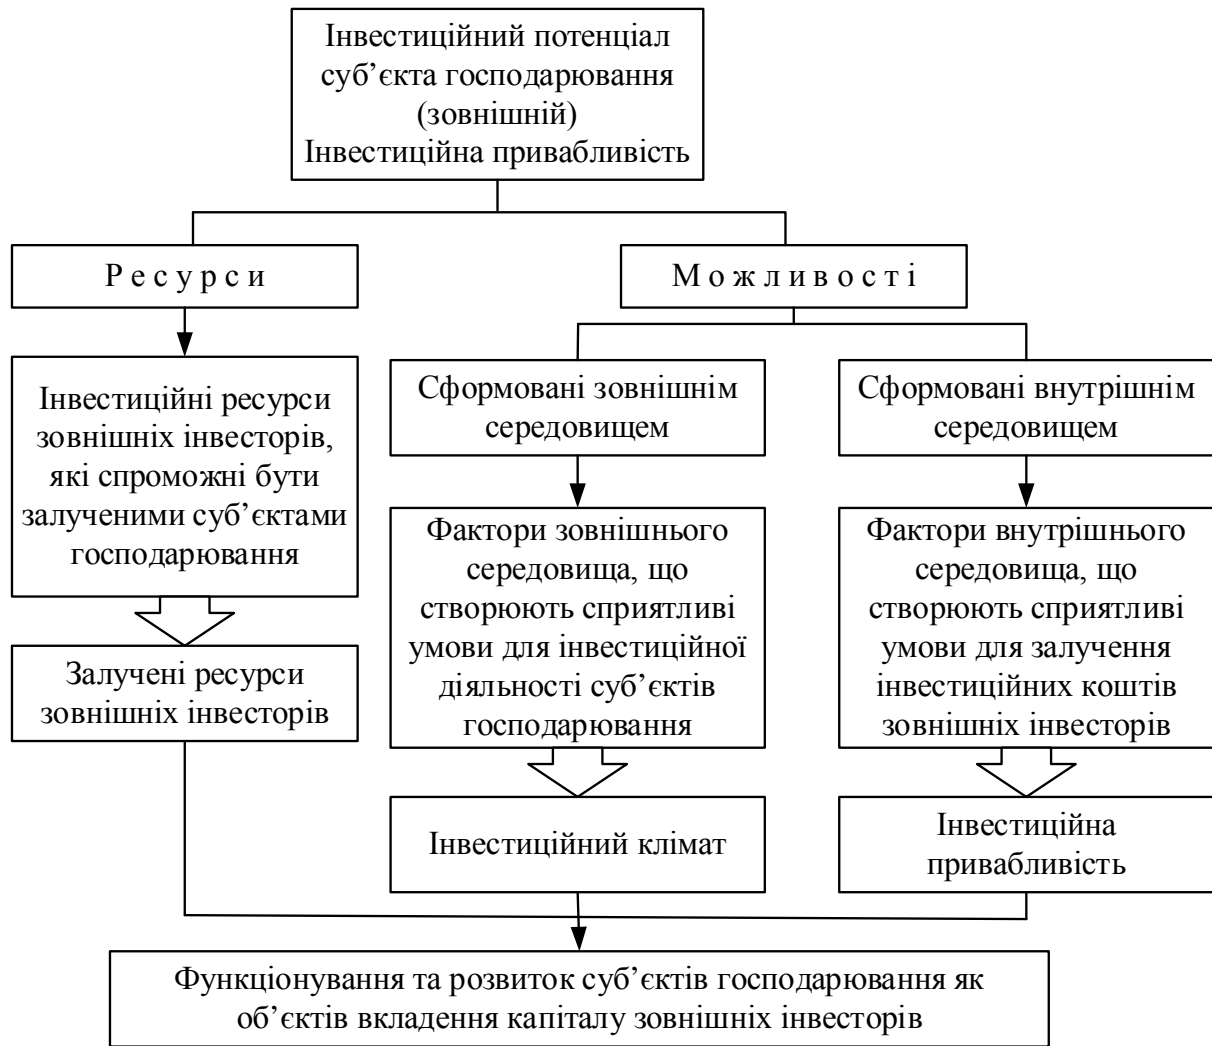 Інвестиційний потенціал
суб’єкта господарювання
(зовнішній)
Інвестиційна привабливість
Р е с у р с и
М о ж л и в о с т і
Інвестиційні ресурси
зовнішніх інвесторів,
які спроможні бути
залученими суб’єктами
господарювання
Сформовані зовнішнім
середовищем
Сформовані внутрішнім
середовищем
Фактори зовнішнього
середовища, що
створюють сприятливі
умови для інвестиційної
діяльності суб’єктів
господарювання
Фактори внутрішнього
середовища, що
створюють сприятливі
умови для залучення
інвестиційних коштів
зовнішніх інвесторів
Залучені ресурси
зовнішніх інвесторів
Інвестиційний клімат
Інвестиційна
привабливість
Функціонування та розвиток суб’єктів господарювання як
об’єктів вкладення капіталу зовнішніх інвесторів